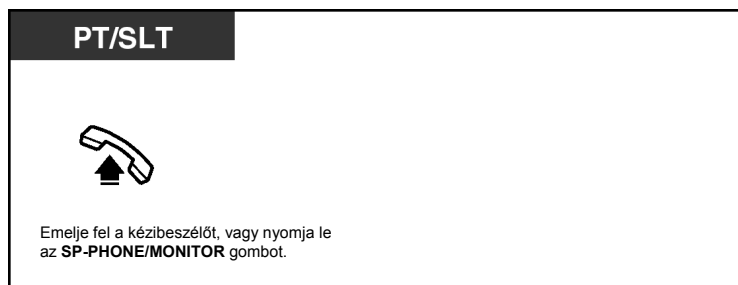 PT/SLT
Emelje fel a kézibeszélőt, vagy nyomja le
az SP-PHONE/MONITOR gombot.